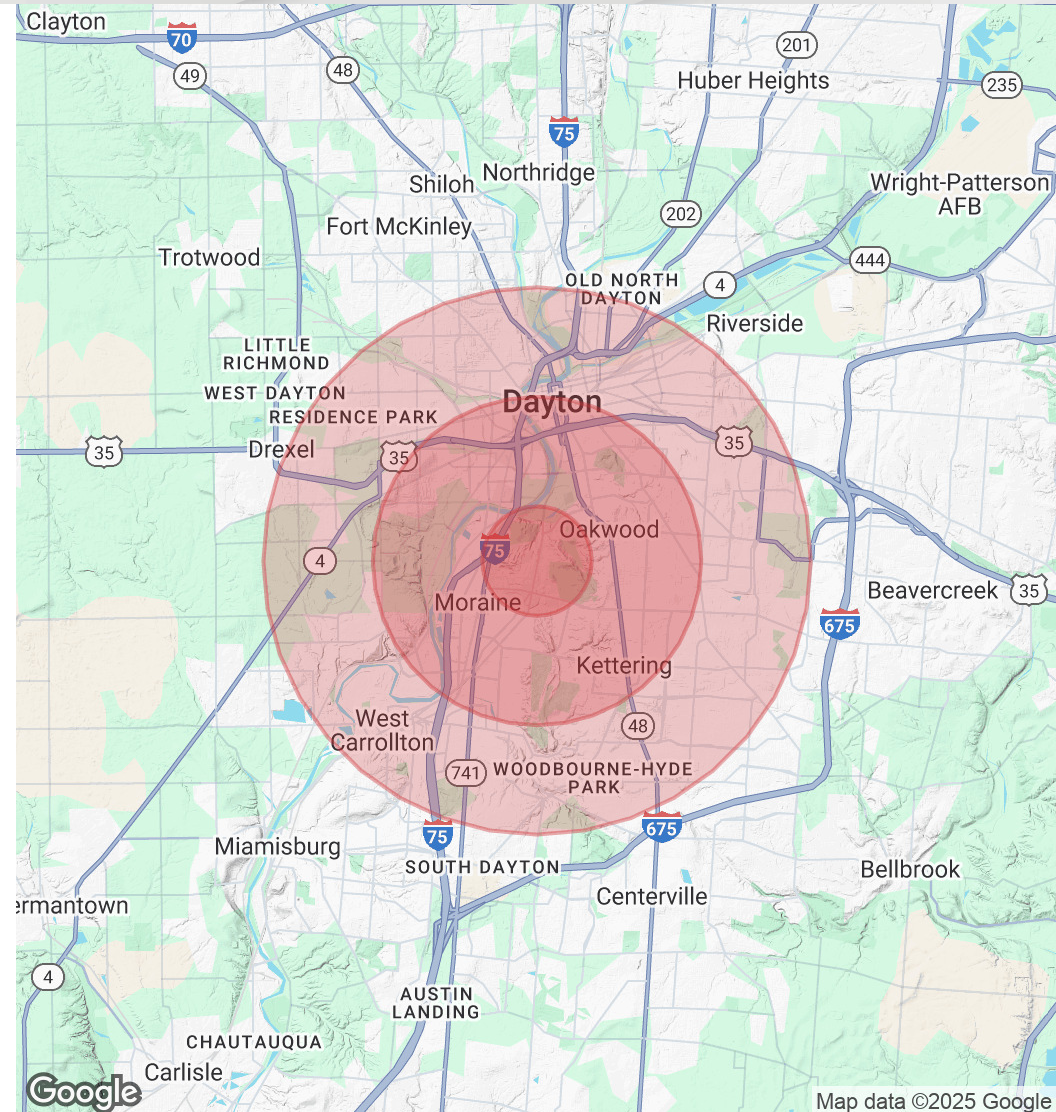 Clayton
70
201
49
48
Huber Heights
235
75
Northridge
Shiloh
Wright-Patterson
AFB
202
Fort McKinley
Trotwood
444
OLD NORTH
DAYTON
4
Riverside
LITTLE
RICHMOND
WEST DAYTON
Dayton
RESIDENCE PARK
35
Drexel
35
35
Oakwood
75
4
Beavercreek
35
Moraine
675
Kettering
West
Carrollton
48
741
WOODBOURNE-HYDE
PARK
75
675
Miamisburg
SOUTH DAYTON
Bellbrook
Centerville
ermantown
4
AUSTIN
LANDING
CHAUTAUQUA
Carlisle
Google
Map data ©2025 Google